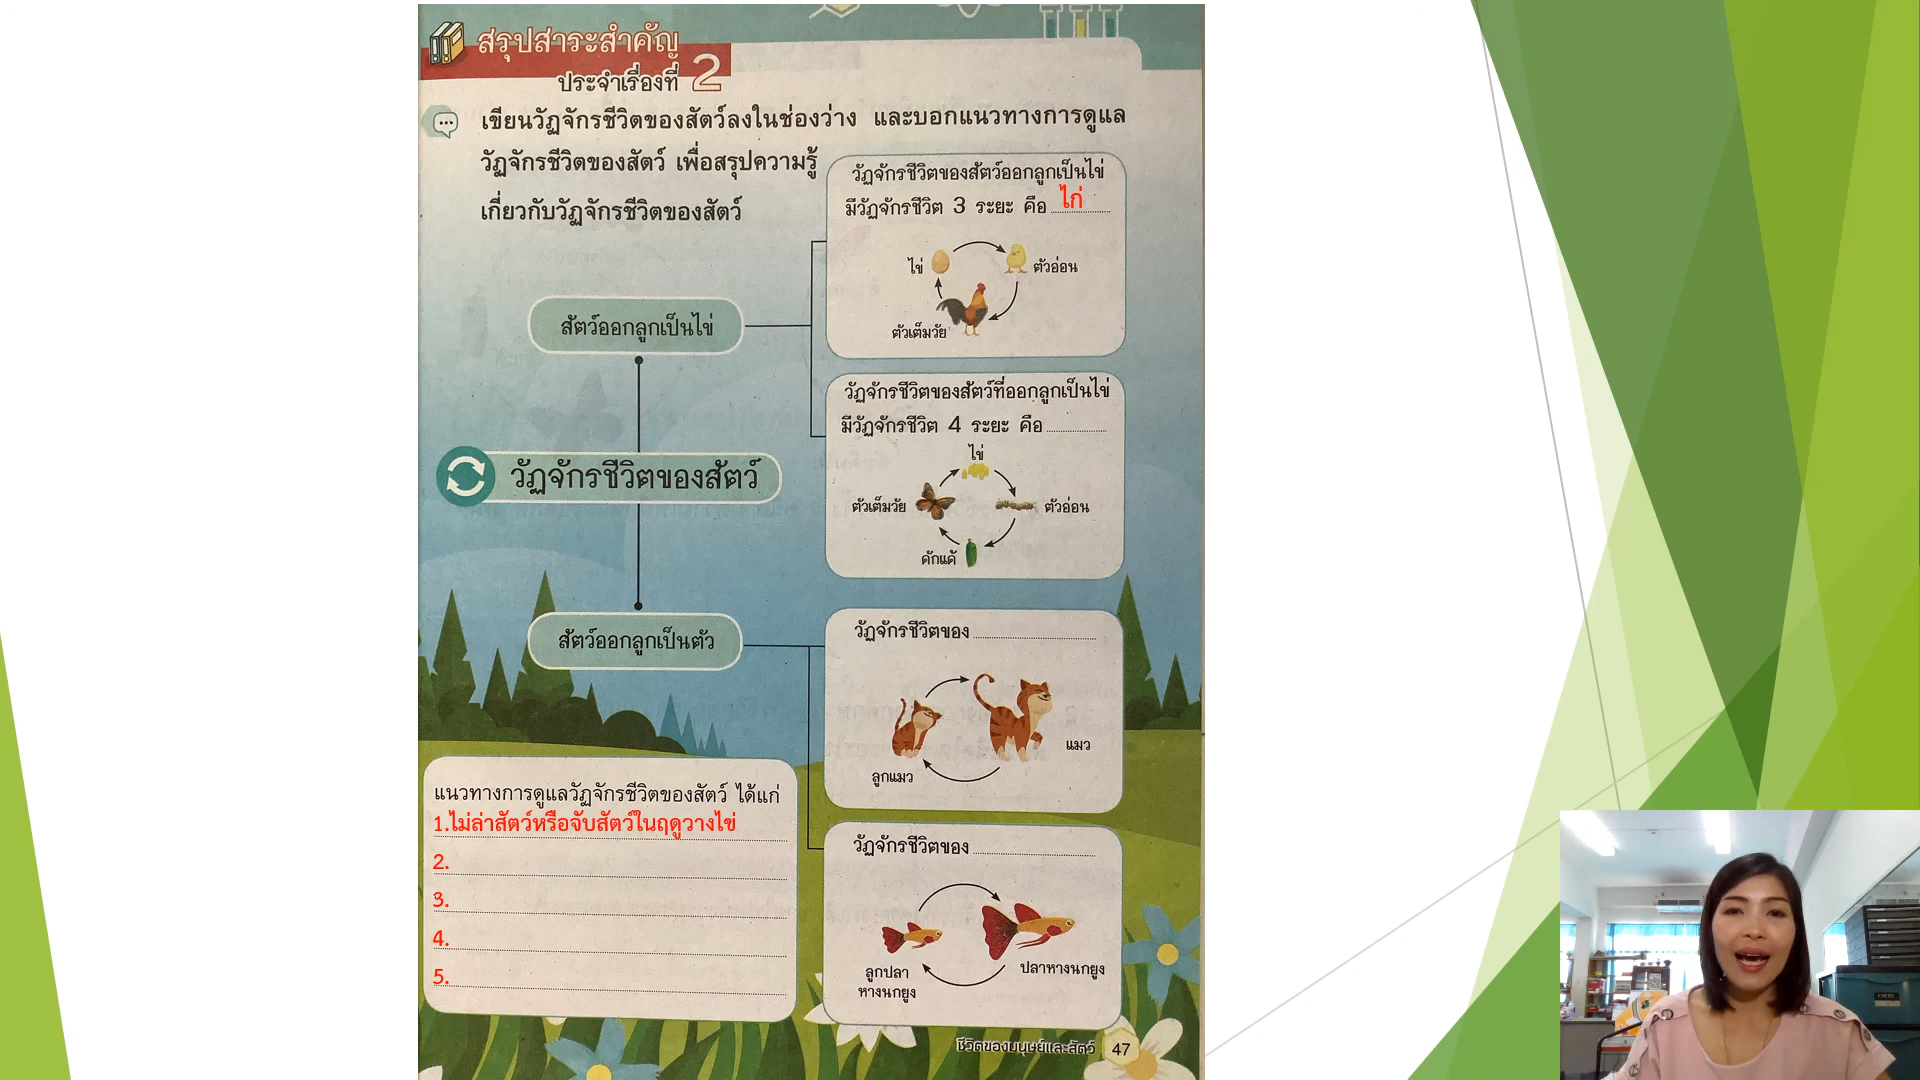 สรุปสาระสำคัญ
ประจำเรื่องที่ 2
เขียนวัฏจักรชีวิตของสัตว์ลงในช่องว่าง และบอกแนวทางการดูแล
วัฏจักรชีวิตของสัตว์ เพื่อสรุปความรู้
เกี่ยวกับวัฏจักรชีวิตของสัตว์
วัฏจักรชีวิตของสัตว์ออกลูกเป็นไข่
มีวัฏจักรชีวิต 3 ระยะ คือ ไก่
ไข่
ตัวอ่อน
ตัวเต็มวัย
สัตว์ออกลูกเป็นไข่
วัฏจักรชีวิตของสัตว์ที่ออกลูกเป็นไข่
มีวัฏจักรชีวิต 4 ระยะ คือ
ไข่
ตัวเต็มวัย
ตัวอ่อน
ดักแด้
วัฏจักรชีวิตของสัตว์
สัตว์ออกลูกเป็นตัว
วัฏจักรชีวิตของ
แมว
ลูกแมว
แนวทางการดูแลวัฏจักรชีวิตของสัตว์ ได้แก่
1.ไม่ล่าสัตว์หรือจับสัตว์ในฤดูวางไข่
2.
3.
4.
5.
วัฏจักรชีวิตของ
ลูกปลา
หางนกยูง
ปลาหางนกยูง
ชีวิตของมนุษย์และสัตว์ 47